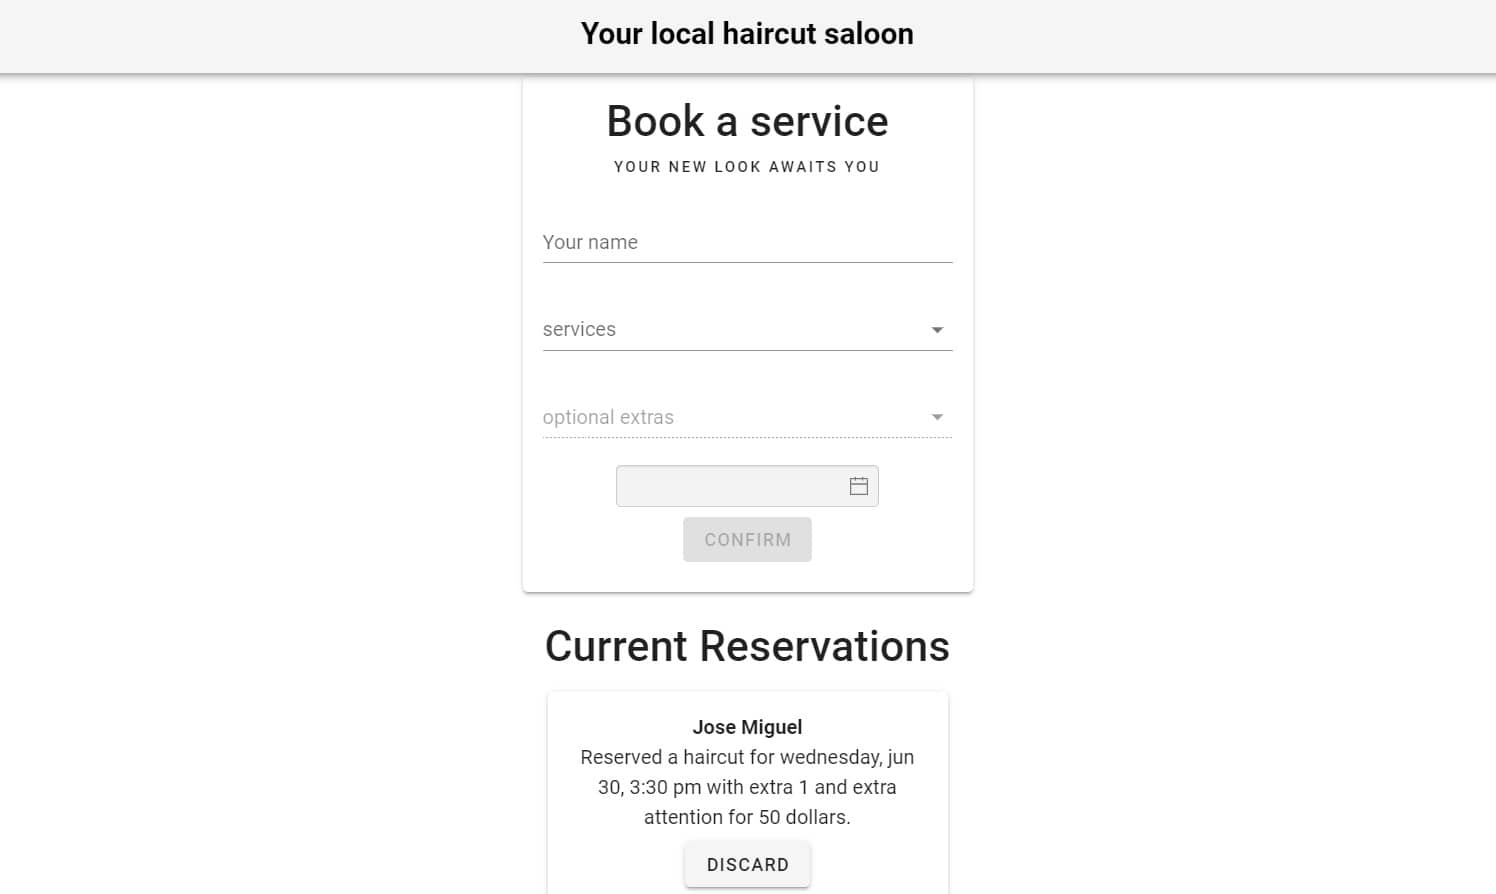 Your local haircut saloon
Book a service
YOUR NEW LOOK AWAITS YOU
Your name
services
optional extras
CONFIRM
Current Reservations
Jose Miguel
Reserved a haircut for wednesday, jun
30, 3:30 pm with extra 1 and extra
attention for 50 dollars.
DISCARD